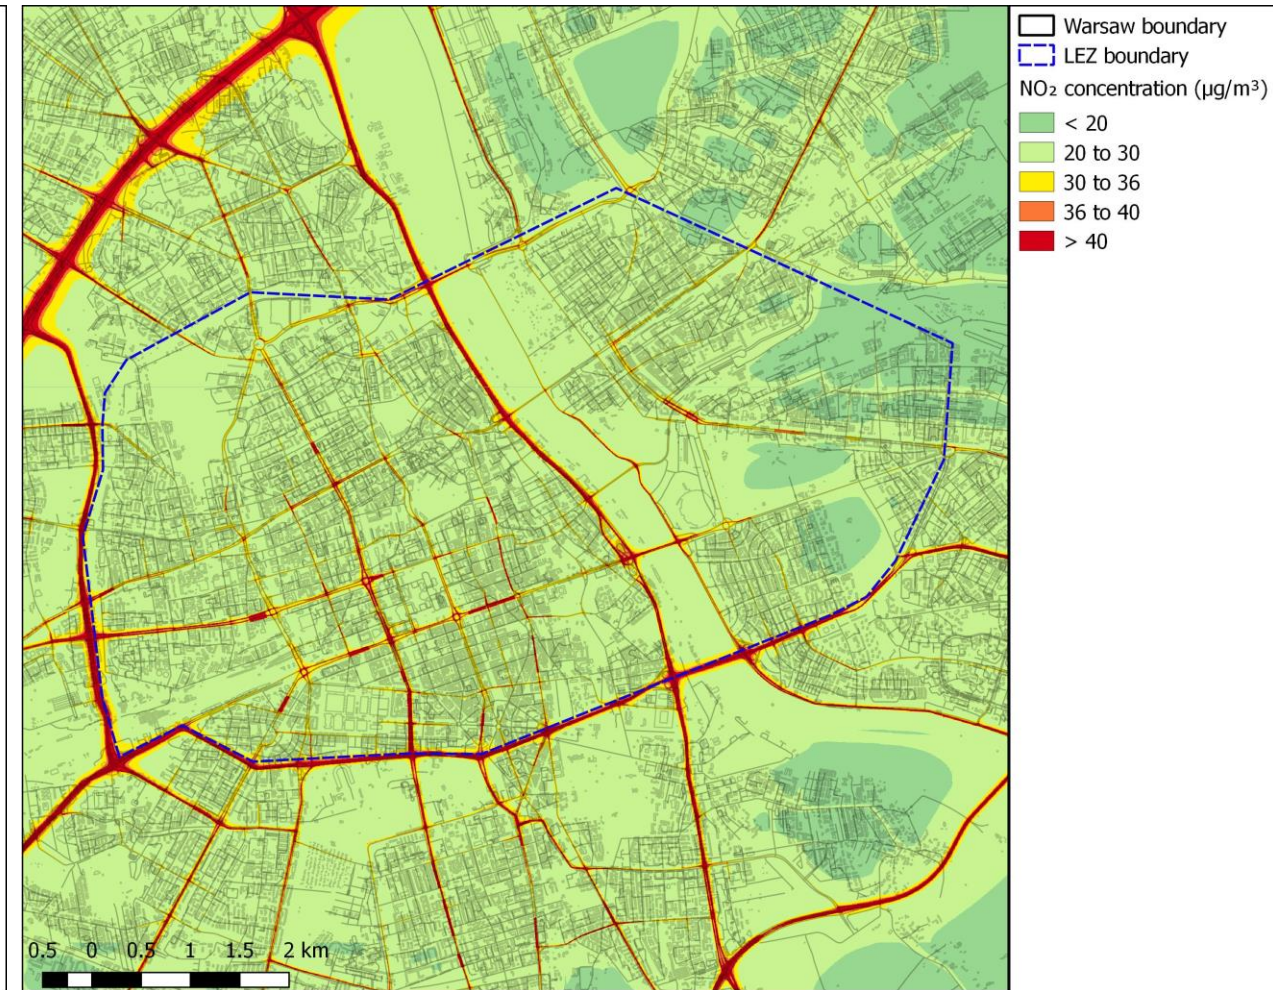 Warsaw boundary
LEZ boundary
NO₂ concentration (µg/m³)
< 20
20 to 30
30 to 36
36 to 40
> 40
0.5 0 0.5 1 1.5 2 km